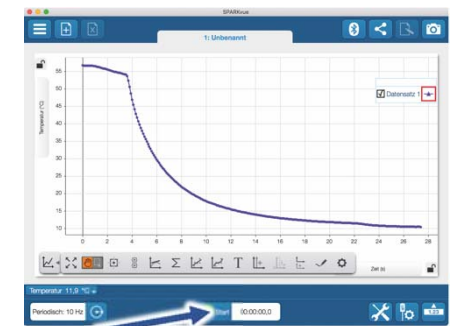 SPARKvue
1: Unbenannt
Temperatur (°C)
55
50
45
40
35
30
25
20
15
10
Datensatz 1
0 2 4 6 8 10 12 14 16 18 20 22 24 26 28
Zeit (s)
Σ T
Temperatur 11,9 °C
Periodisch: 10 Hz
Start
00:00:00,0
1.23